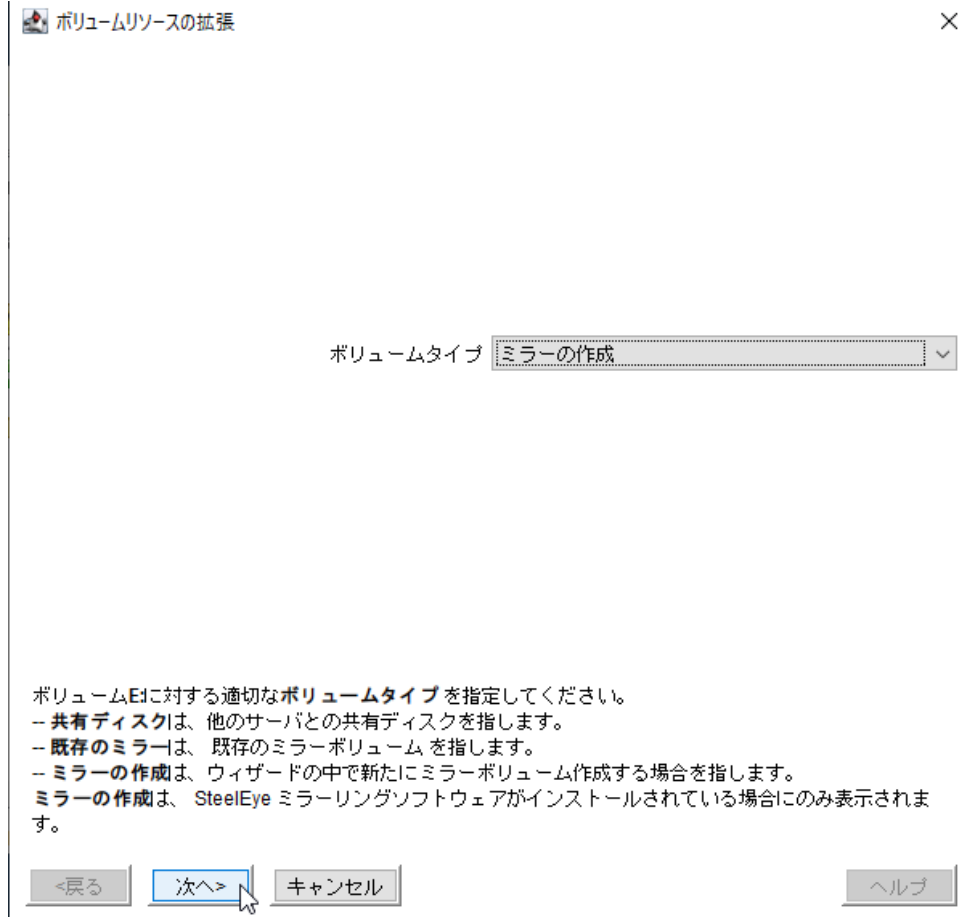 ボリュームリソースの拡張
ボリュームタイプ ミラーの作成
ボリュームE:に対する適切なボリュームタイプ を指定してください。
-- 共有ディスクは、他のサーバとの共有ディスクを指します。
-- 既存のミラーは、 既存のミラーボリューム を指します。
-- ミラーの作成は、ウィザードの中で新たにミラーボリューム作成する場合を指します。
ミラーの作成は、 SteelEye ミラーリングソフトウェアがインストールされている場合にのみ表示されま
す。
<戻る 次へ> キャンセル ヘルプ